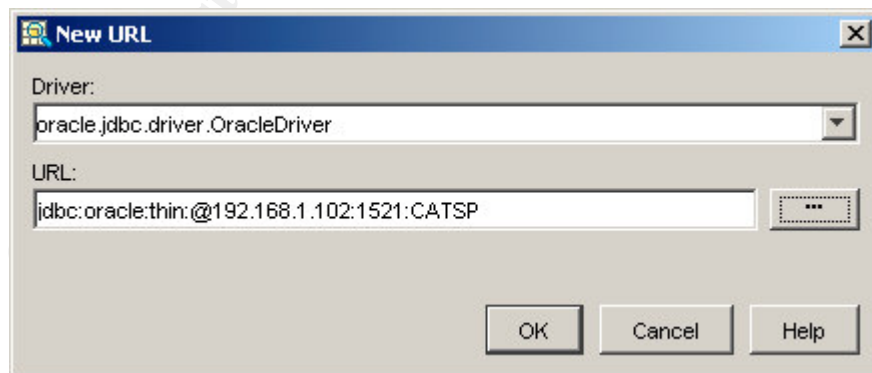 New URL
Driver:
oracle.jdbc.driver.OracleDriver
URL:
jdbc:oracle:thin:@192.168.1.102:1521:CATSP
...
OK Cancel Help